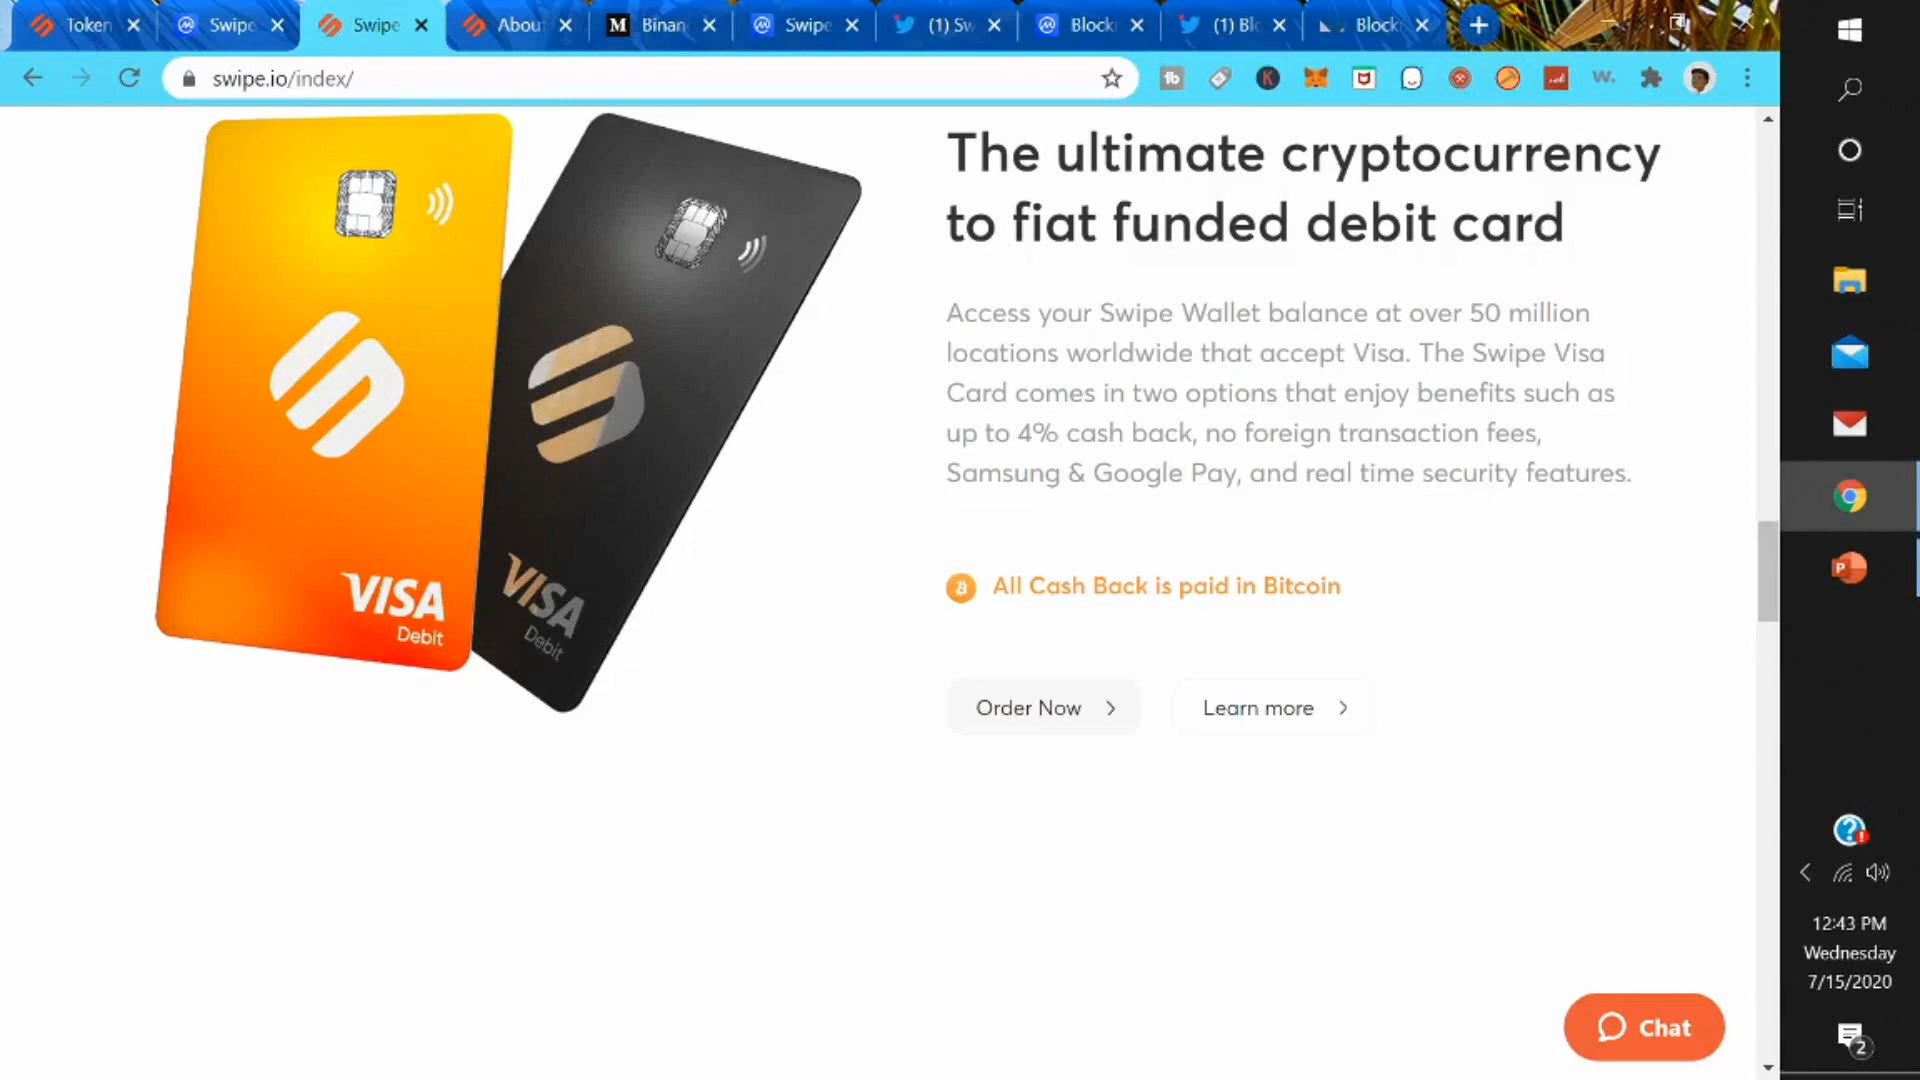 Token
Swipe
Swipe
Abou
M
Binan
Swipe
(1) Sw
Block
(1) Blo
Block
swipe.io/index/
tb
K
W.
The ultimate cryptocurrency
to fiat funded debit card
Access your Swipe Wallet balance at over 50 million
locations worldwide that accept Visa. The Swipe Visa
Card comes in two options that enjoy benefits such as
up to 4% cash back, no foreign transaction fees,
Samsung & Google Pay, and real time security features.
All Cash Back is paid in Bitcoin
Order Now
Learn more
VISA
Debit
VISA
Debit
Chat
P
12:43 PM
Wednesday
7/15/2020
2